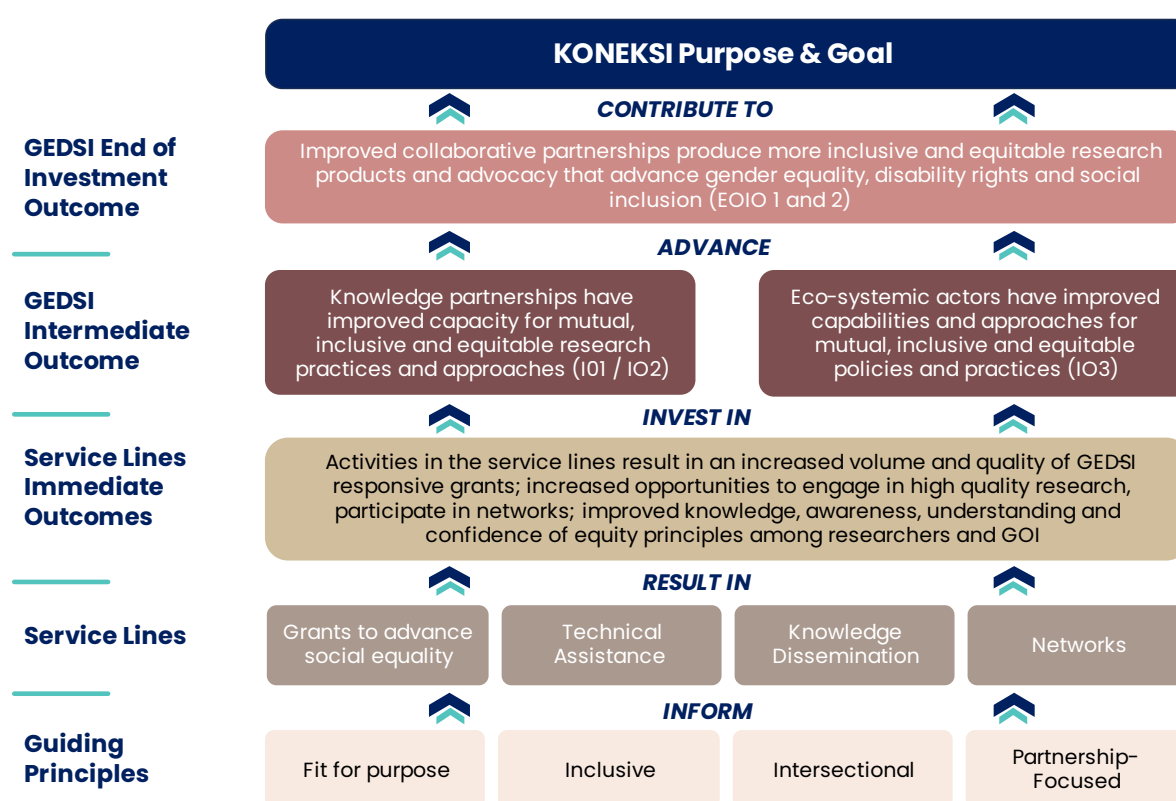 KONEKSI Purpose & Goal
CONTRIBUTE TO
GEDSI End of
Investment
Outcome
Improved collaborative partnerships produce more inclusive and equitable research
products and advocacy that advance gender equality, disability rights and social
inclusion (EOIO 1 and 2)
ADVANCE
GEDSI
Intermediate
Outcome
Knowledge partnerships have
improved capacity for mutual,
inclusive and equitable research
practices and approaches (I01 / IO2)
Eco-systemic actors have improved
capabilities and approaches for
mutual, inclusive and equitable
policies and practices (IO3)
INVEST IN
Service Lines
Immediate
Outcomes
Activities in the service lines result in an increased volume and quality of GEDSI
responsive grants; increased opportunities to engage in high quality research,
participate in networks; improved knowledge, awareness, understanding and
confidence of equity principles among researchers and GOI
RESULT IN
Service Lines
Grants to advance
social equality
Technical
Assistance
Knowledge
Dissemination
Networks
INFORM
Guiding
Principles
Fit for purpose
Inclusive
Intersectional
Partnership-
Focused